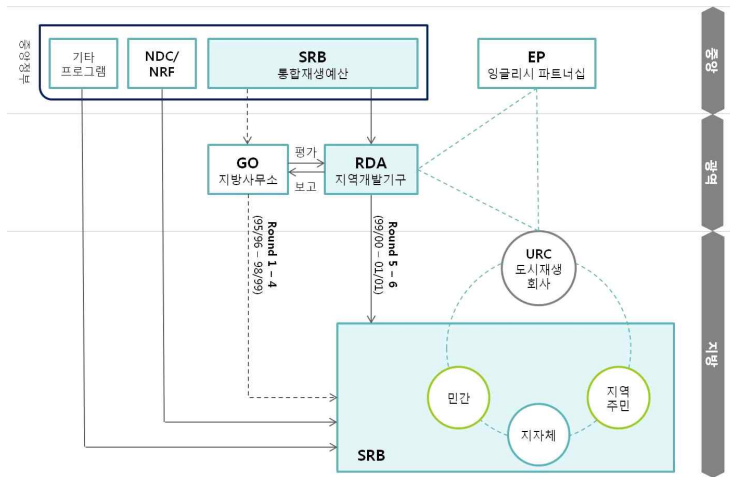 중앙정부
기타
프로그램
NDC/
NRF
SRB
통합재생예산
EP
잉글리시 파트너십
중앙
GO
지방사무소
평가
보고
RDA
지역개발기구
광역
Round 1 – 4
(95/96 – 98/99)
Round 5 – 6
(99/00 – 01/01)
URC
도시재생
회사
민간
지역
주민
지자체
SRB
지방